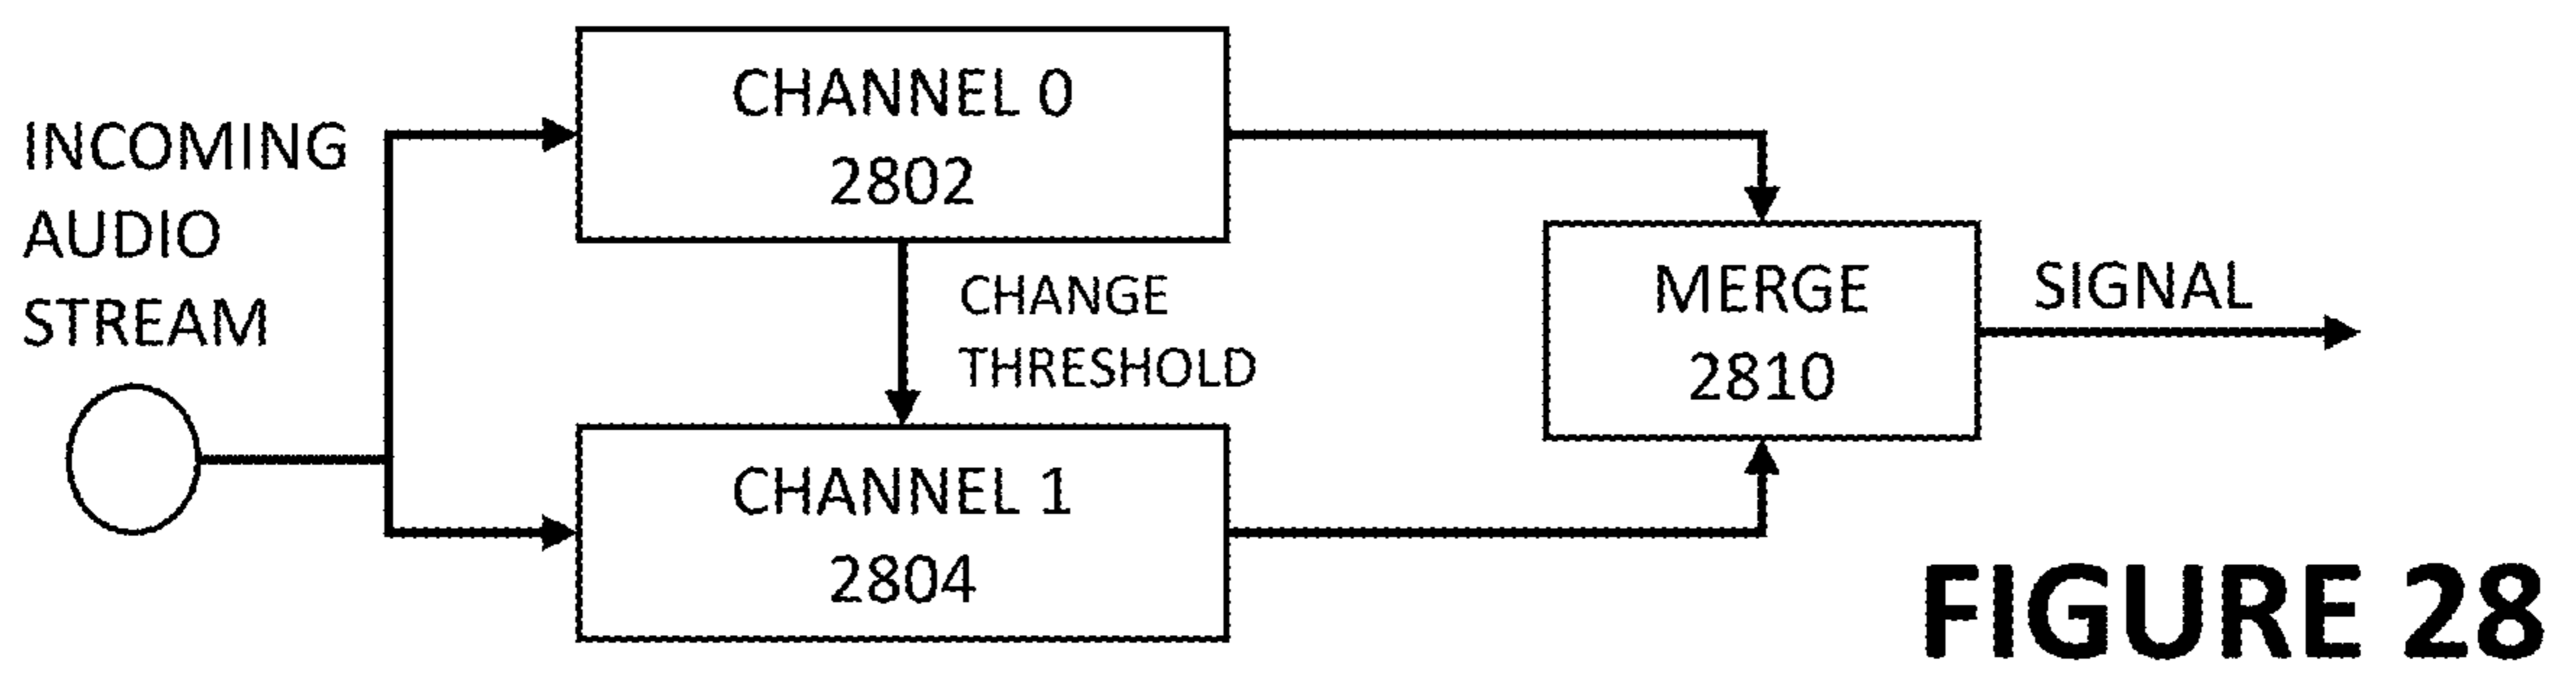 INCOMING
AUDIO
STREAM
CHANNEL 0
2802
CHANGE
THRESHOLD
CHANNEL 1
2804
MERGE
2810
SIGNAL
FIGURE 28